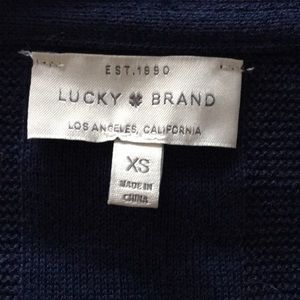 EST.1990
LUCKY BRAND
LOS ANGELES, CALIFORNIA
XS
MADE IN
CHINA